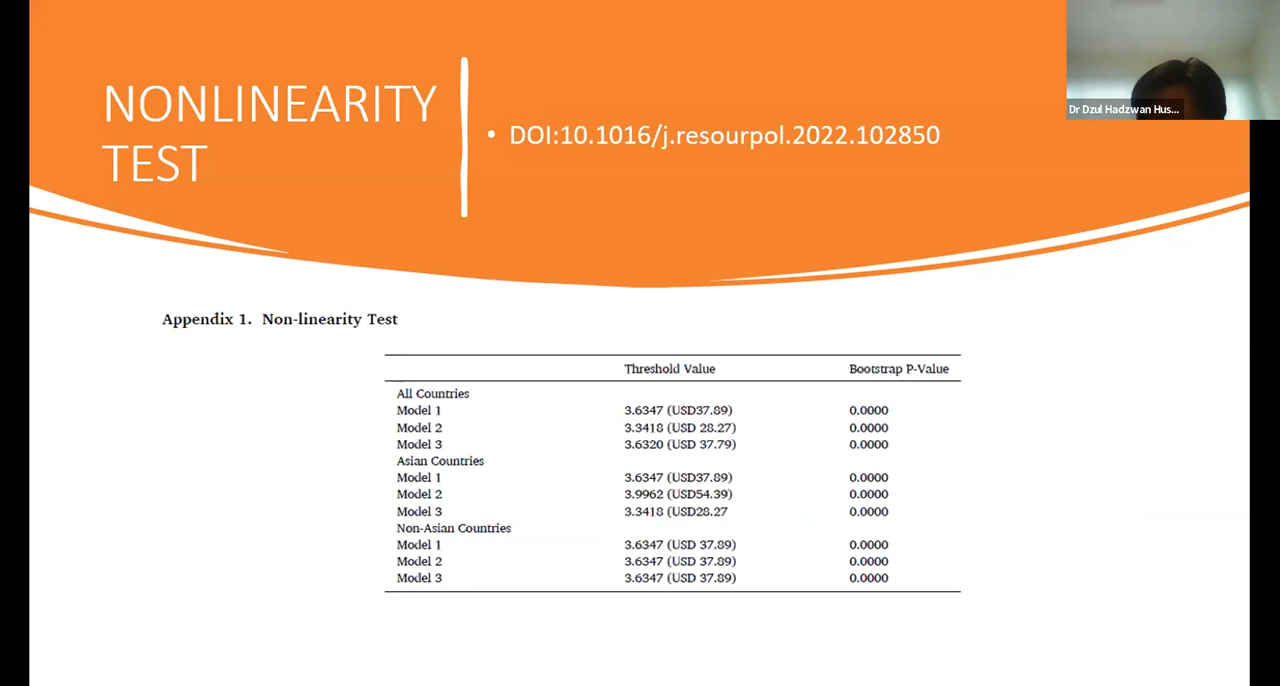 NONLINEARITY
TEST
• DOI:10.1016/j.resourpol.2022.102850
Dr Dzul Hadzwan Hus...
Appendix 1. Non-linearity Test
Threshold Value Bootstrap P-Value
All Countries
Model 1 3.6347 (USD37.89) 0.0000
Model 2 3.3418 (USD 28.27) 0.0000
Model 3 3.6320 (USD 37.79) 0.0000
Asian Countries
Model 1 3.6347 (USD37.89) 0.0000
Model 2 3.9962 (USD54.39) 0.0000
Model 3 3.3418 (USD28.27 0.0000
Non-Asian Countries
Model 1 3.6347 (USD 37.89) 0.0000
Model 2 3.6347 (USD 37.89) 0.0000
Model 3 3.6347 (USD 37.89) 0.0000